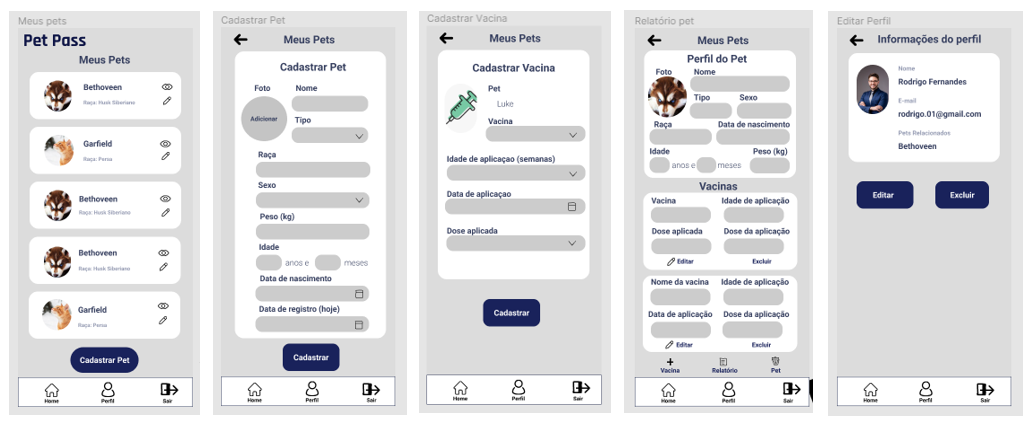 Meus pets
Pet Pass
Meus Pets
Bethoveen
Raça: Husk Siberiano
Garfield
Raça: Persa
Bethoveen
Raça: Husk Siberiano
Bethoveen
Raça: Husk Siberiano
Garfield
Raça: Persa
Cadastrar Pet
Home
Perfil
Sair
Cadastrar Pet
Meus Pets
Cadastrar Pet
Foto
Nome
Adicionar
Tipo
Raça
Sexo
Peso (kg)
Idade
anos e
meses
Data de nascimento
Data de registro (hoje)
Cadastrar
Home
Perfil
Sair
Cadastrar Vacina
Meus Pets
Cadastrar Vacina
Pet
Luke
Vacina
Idade de aplicaçao (semanas)
Data de aplicaçao
Dose aplicada
Cadastrar
Home
Perfil
Sair
Relatório pet
Meus Pets
Perfil do Pet
Foto
Nome
Tipo
Sexo
Raça
Data de nascimento
Idade
Peso (kg)
anos e
meses
Vacinas
Vacina
Idade de aplicação
Dose aplicada
Dose da aplicação
Editar
Excluir
Nome da vacina
Idade de aplicação
Data de aplicação
Dose da aplicação
Editar
Excluir
Vacina
Relatório
Pet
Home
Perfil
Sair
Editar Perfil
Informações do perfil
Nome
Rodrigo Fernandes
E-mail
rodrigo.01@gmail.com
Pets Relacionados
Bethoveen
Editar
Excluir
Home
Perfil
Sair